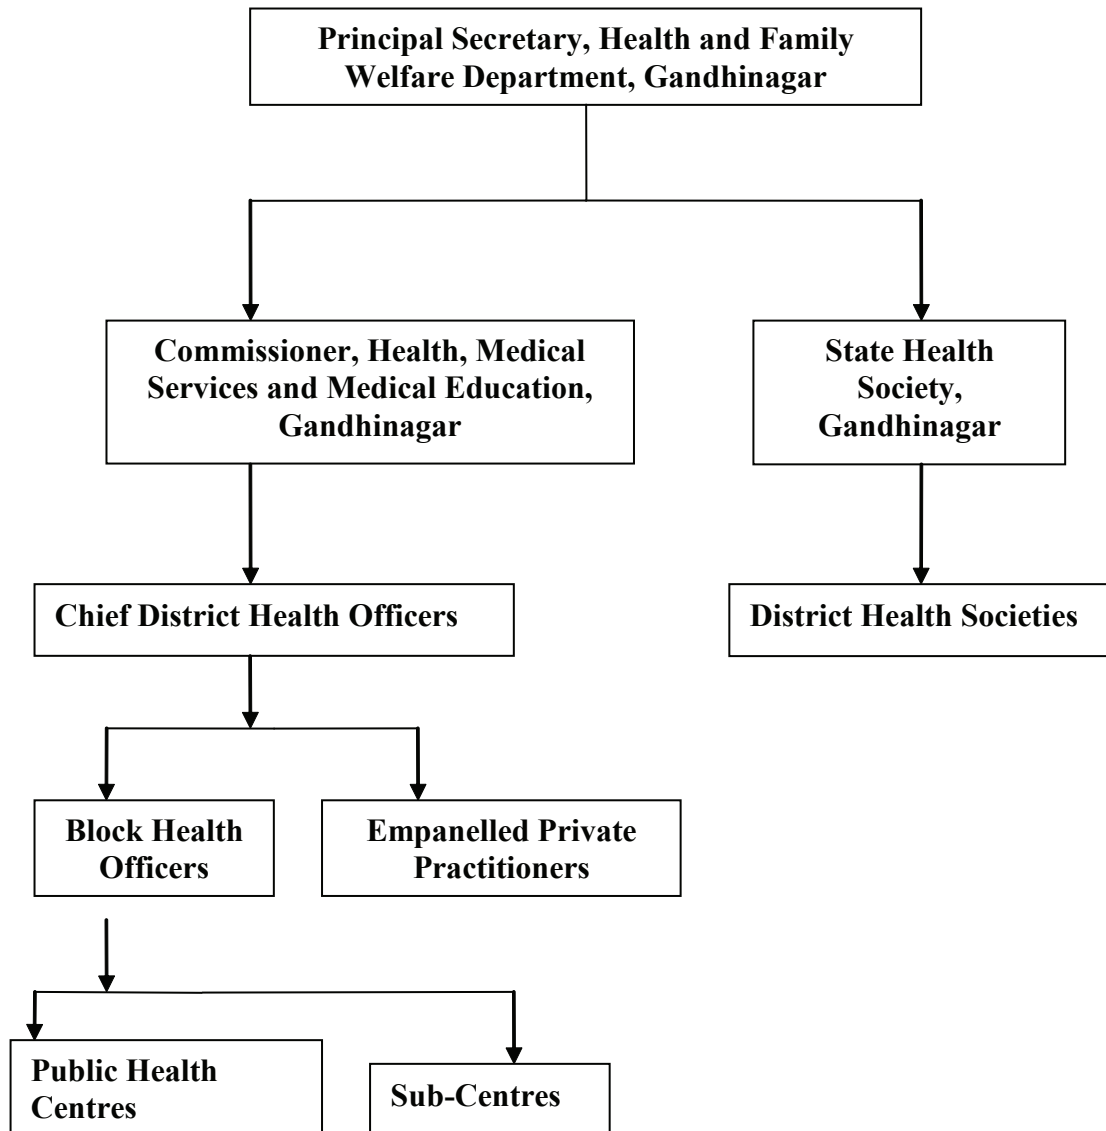 Principal Secretary, Health and Family
Welfare Department, Gandhinagar
Commissioner, Health, Medical
Services and Medical Education,
Gandhinagar
State Health
Society,
Gandhinagar
Chief District Health Officers
District Health Societies
Block Health
Officers
Empanelled Private
Practitioners
Public Health
Centres
Sub-Centres